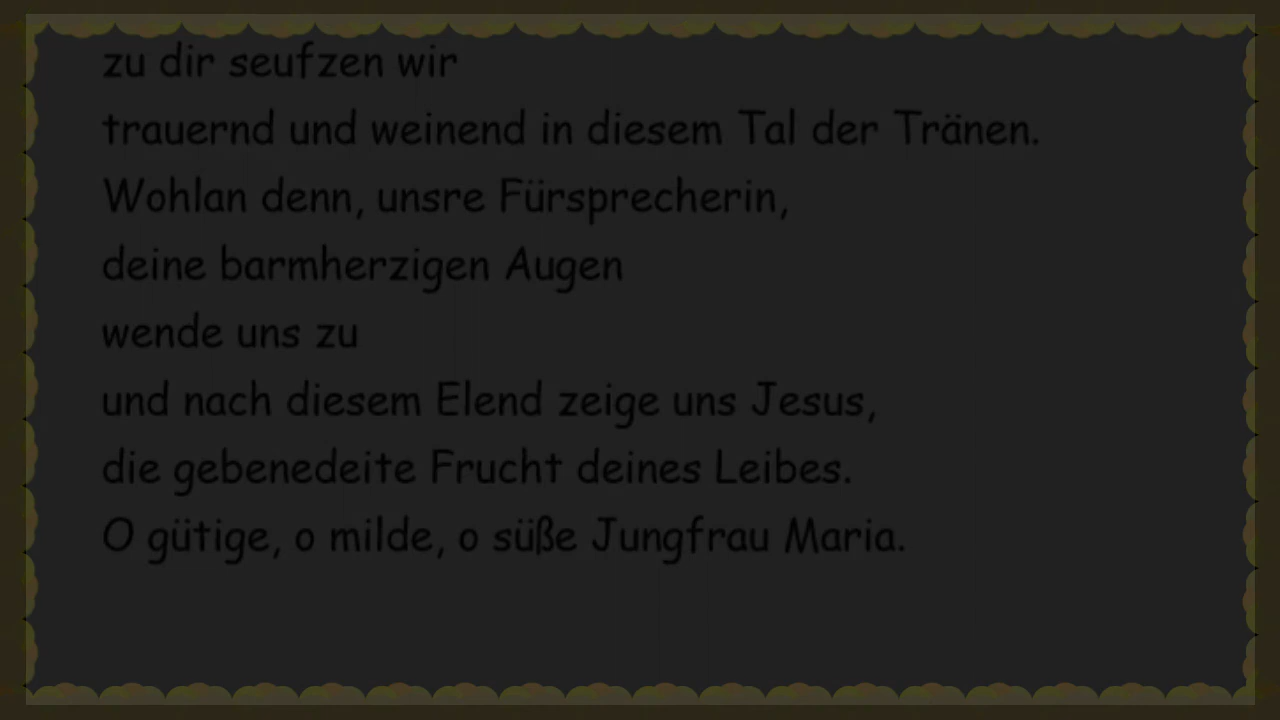 zu dir seufzen wir
trauernd und weinend in diesem Tal der Tränen.
Wohlan denn, unsre Fürsprecherin,
deine barmherzigen Augen
wende uns zu
und nach diesem Elend zeige uns Jesus,
die gebenedeite Frucht deines Leibes.
O gütige, o milde, o süße Jungfrau Maria.